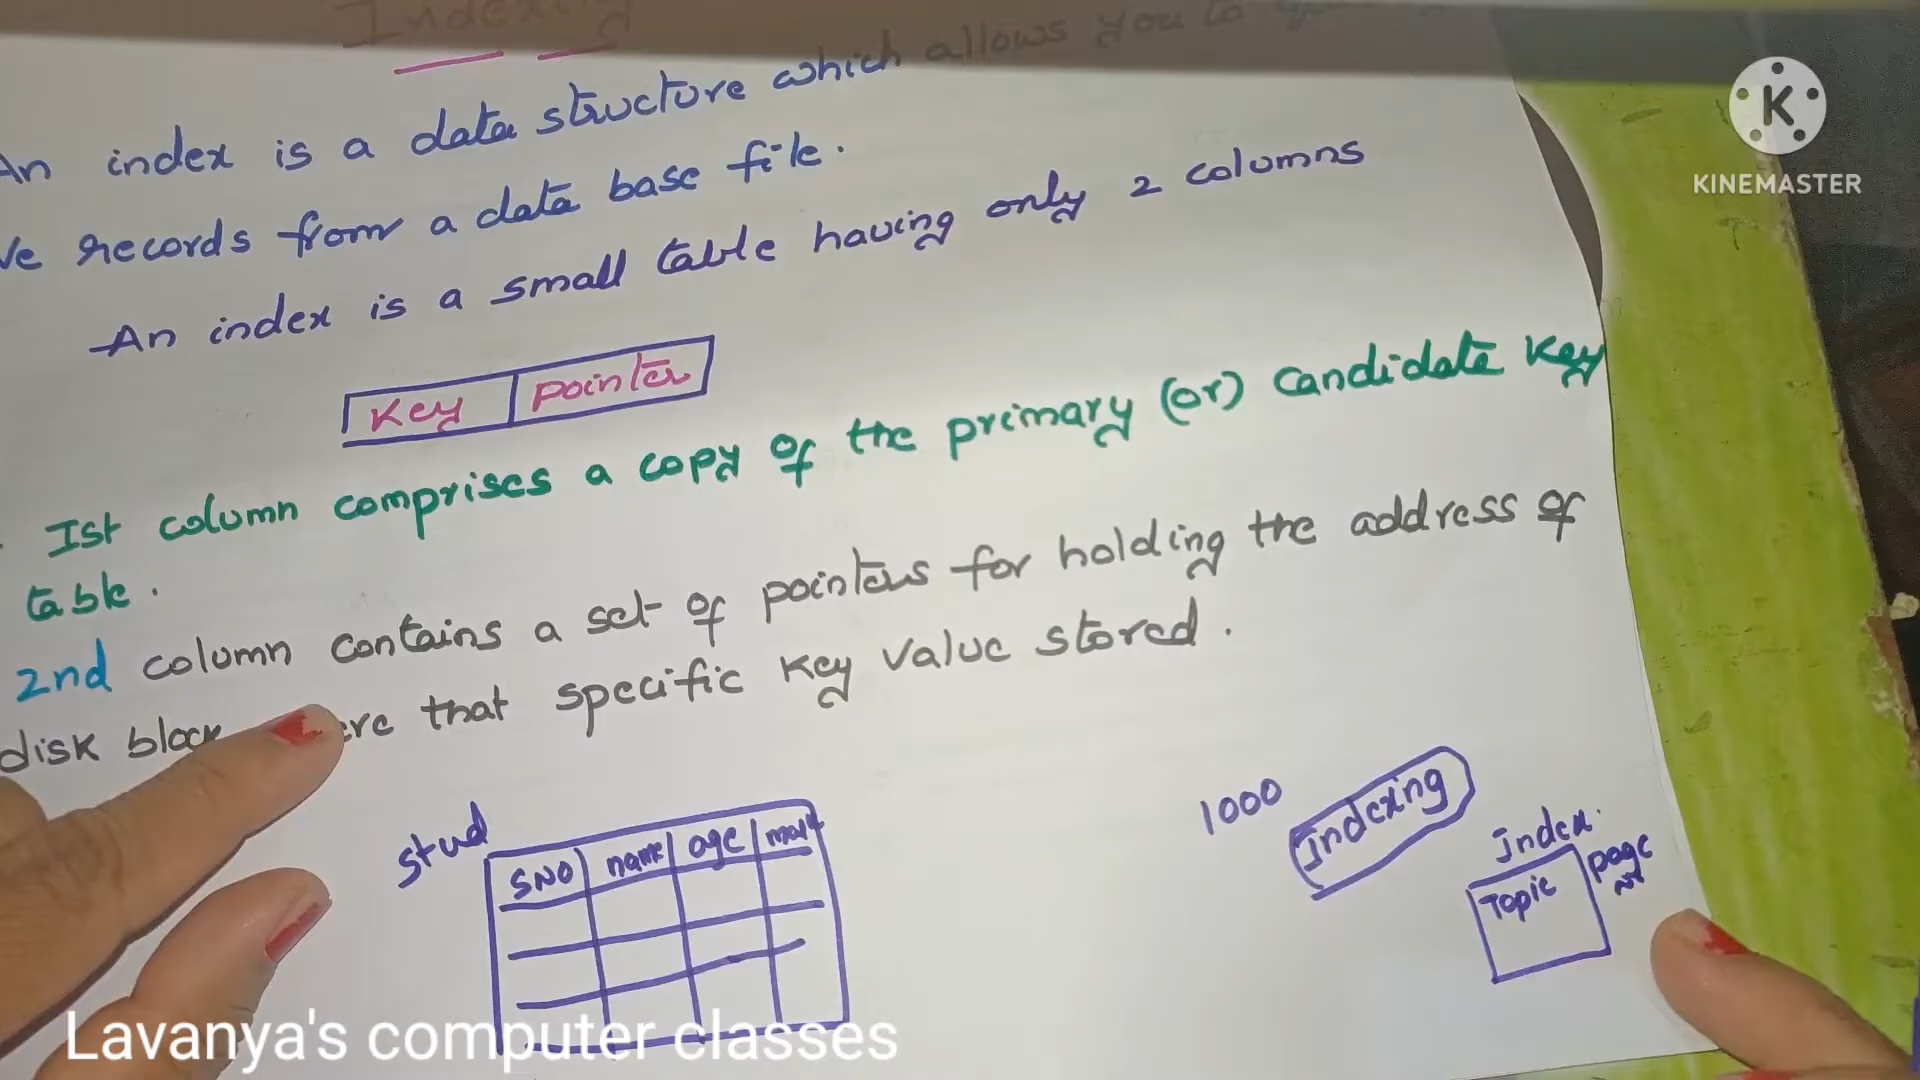 Indexing
An index is a data structure which allows you to
ve records from a data base file.
An index is a small table having only 2 columns
Key pointer
Ist column comprises a copy of the primary (or) candidate key
table.
2nd column contains a set of pointers for holding the address of
disk block that specific key value stored.
stud
SNO name age
1000
Indexing
Index.
Topic page
KINEMASTER
Lavanya's computer classes